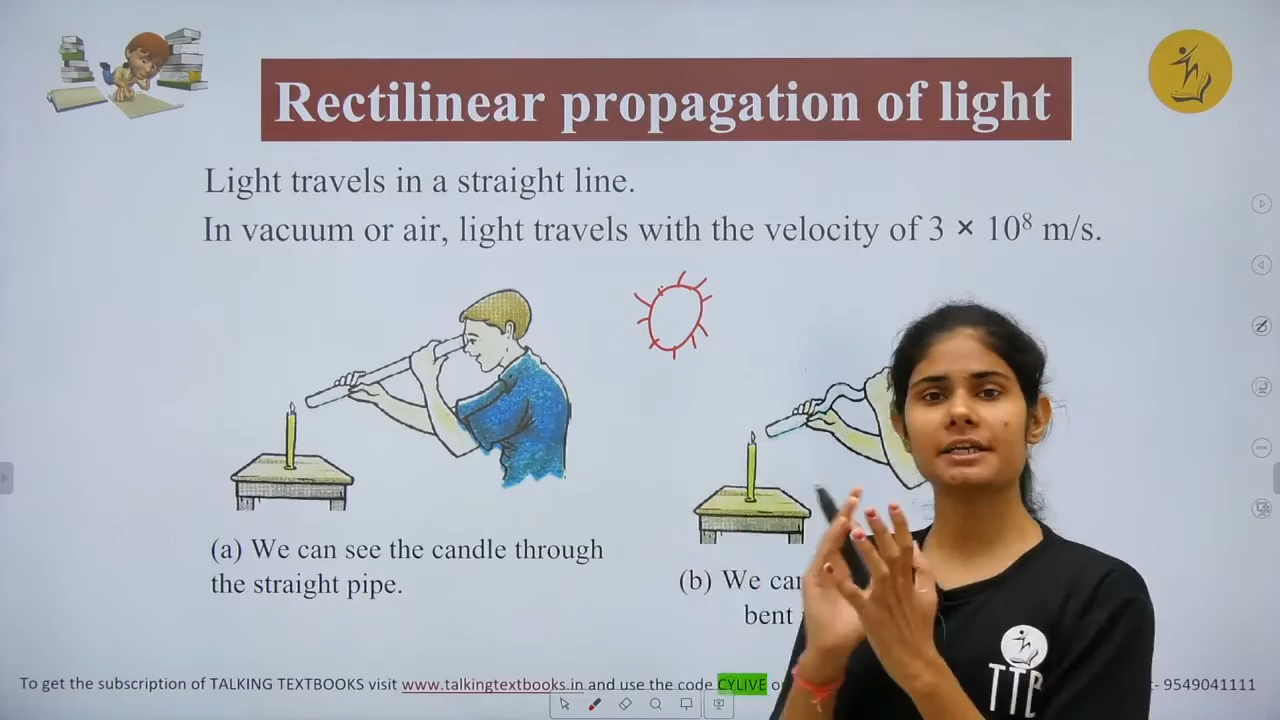 Rectilinear propagation of light
Light travels in a straight line.
In vacuum or air, light travels with the velocity of 3 × 10⁸ m/s.
(a) We can see the candle through
the straight pipe.
(b) We can
bent
TTB
To get the subscription of TALKING TEXTBOOKS visit www.talkingtextbooks.in and use the code CYLIVE - 9549041111